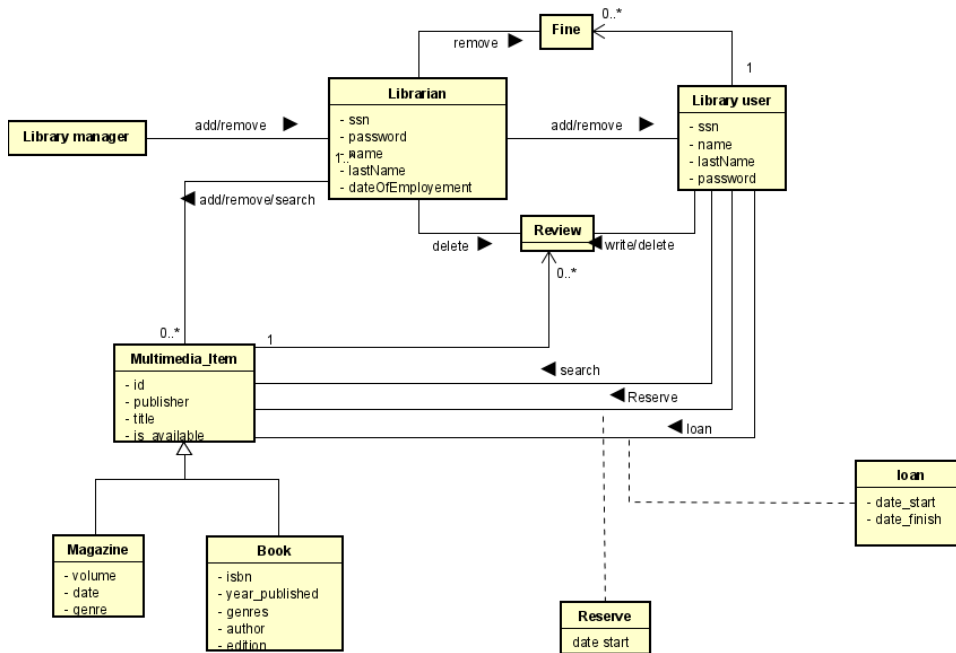 0..*
Fine
remove
1
Librarian
- ssn
- password
- name
1..*
- lastName
- dateOfEmployement
Library user
- ssn
- name
- lastName
- password
Library manager
add/remove
add/remove
add/remove/search
Review
delete
write/delete
0..*
0..*
1
Multimedia_Item
- id
- publisher
- title
- is_available
search
Reserve
loan
loan
- date_start
- date_finish
Magazine
- volume
- date
- genre
Book
- isbn
- year_published
- genres
- author
- edition
Reserve
date start